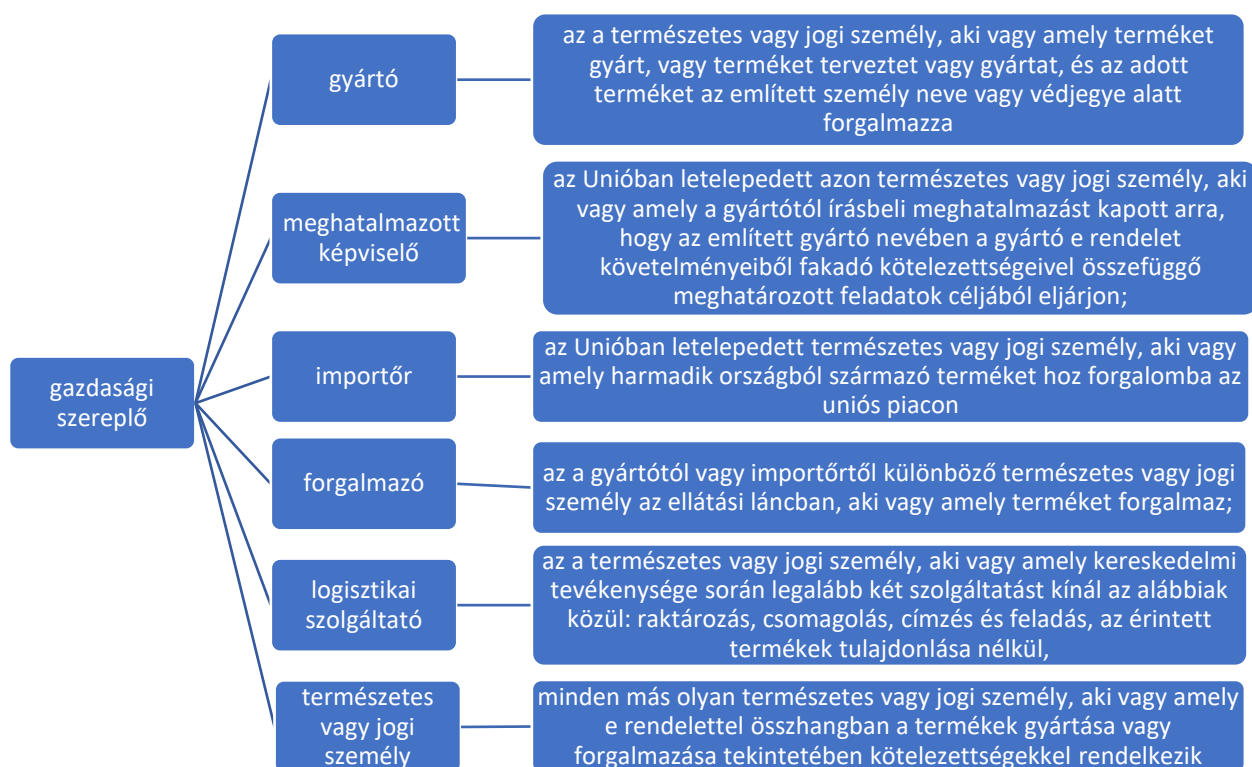 gazdasági
szereplő
gyártó
az a természetes vagy jogi személy, aki vagy amely terméket
gyárt, vagy terméket terveztet vagy gyártat, és az adott
terméket az említett személy neve vagy védjegye alatt
forgalmazza
meghatalmazott
képviselő
az Unióban letelepedett azon természetes vagy jogi személy, aki
vagy amely a gyártótól írásbeli meghatalmazást kapott arra,
hogy az említett gyártó nevében a gyártó e rendelet
követelményeiből fakadó kötelezettségeivel összefüggő
meghatározott feladatok céljából eljárjon;
importőr
az Unióban letelepedett természetes vagy jogi személy, aki vagy
amely harmadik országból származó terméket hoz forgalomba az
uniós piacon
forgalmazó
az a gyártótól vagy importőrtől különböző természetes vagy jogi
személy az ellátási láncban, aki vagy amely terméket forgalmaz;
logisztikai
szolgáltató
az a természetes vagy jogi személy, aki vagy amely kereskedelmi
tevékenysége során legalább két szolgáltatást kínál az alábbiak
közül: raktározás, csomagolás, címzés és feladás, az érintett
termékek tulajdonlása nélkül,
természetes
vagy jogi
személy
minden más olyan természetes vagy jogi személy, aki vagy amely
e rendelettel összhangban a termékek gyártása vagy
forgalmazása tekintetében kötelezettségekkel rendelkezik